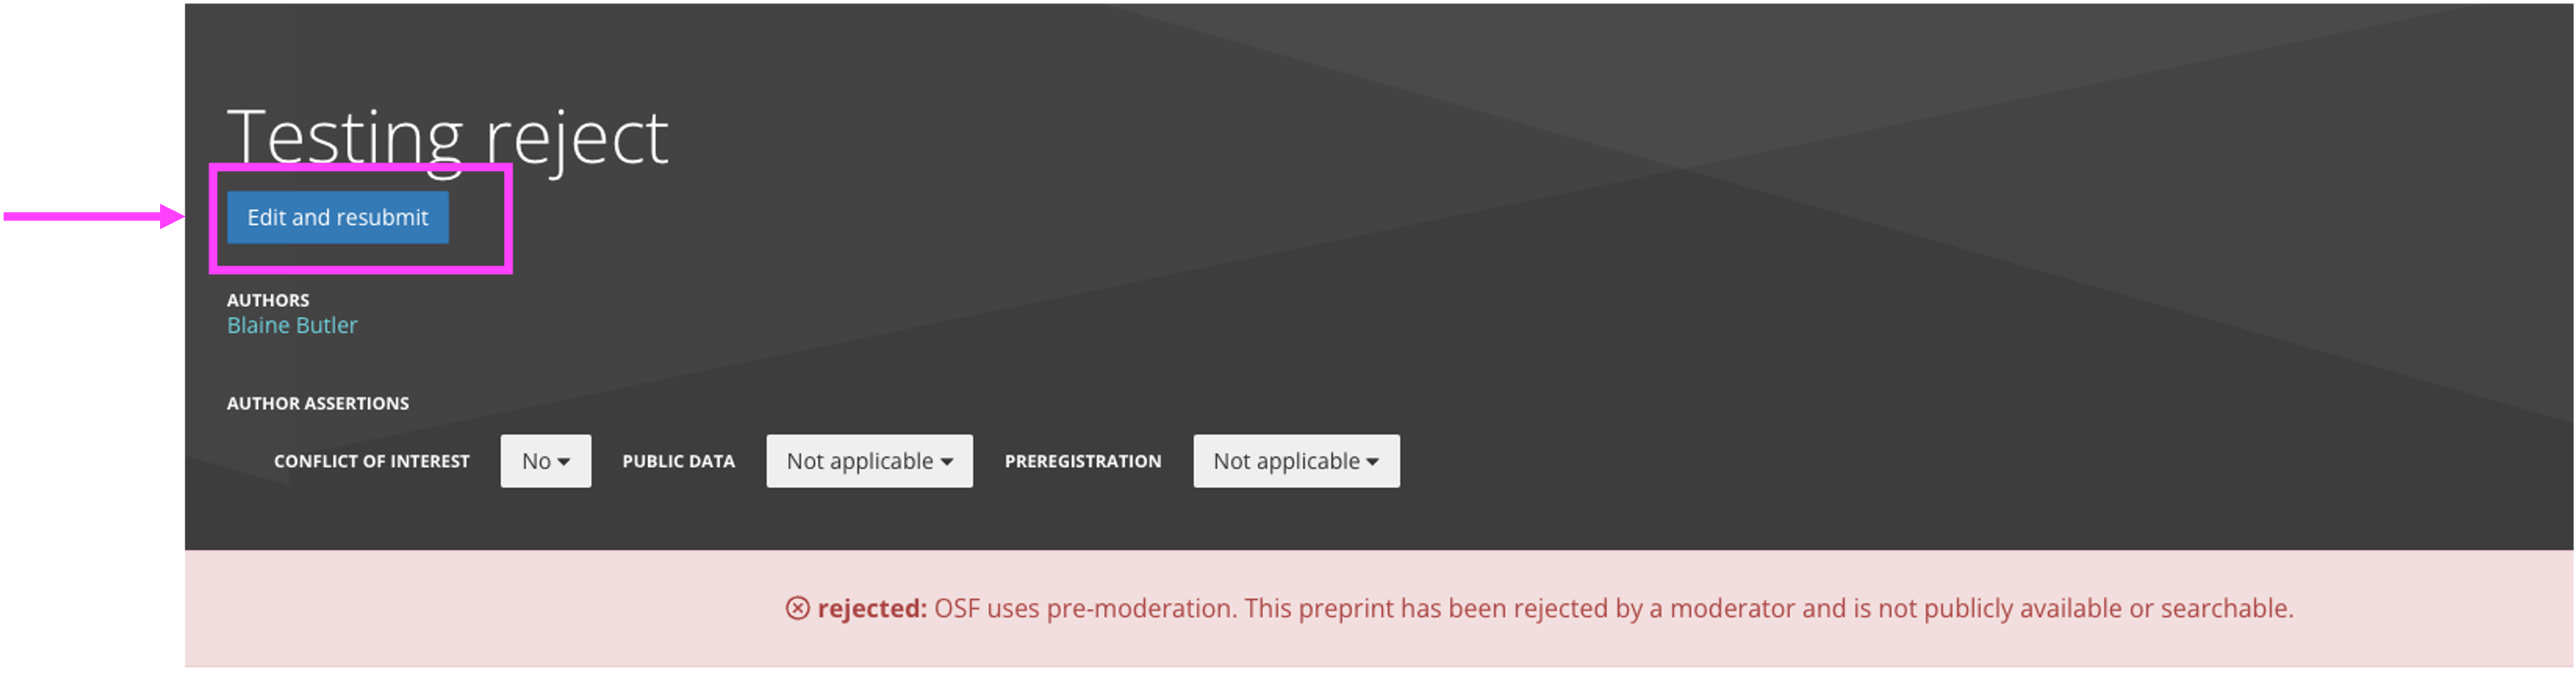 Testing reject
Edit and resubmit
AUTHORS
Blaine Butler
AUTHOR ASSERTIONS
CONFLICT OF INTEREST No PUBLIC DATA Not applicable PREREGISTRATION Not applicable
rejected: OSF uses pre-moderation. This preprint has been rejected by a moderator and is not publicly available or searchable.